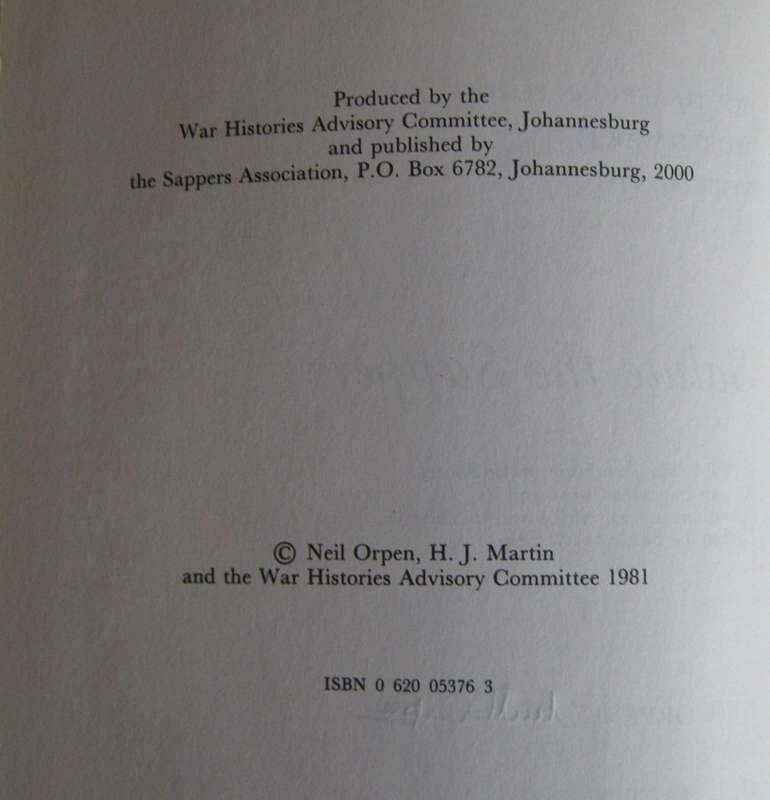 Produced by the
War Histories Advisory Committee, Johannesburg
and published by
the Sappers Association, P.O. Box 6782, Johannesburg, 2000
© Neil Orpen, H. J. Martin
and the War Histories Advisory Committee 1981
ISBN 0 620 05376 3